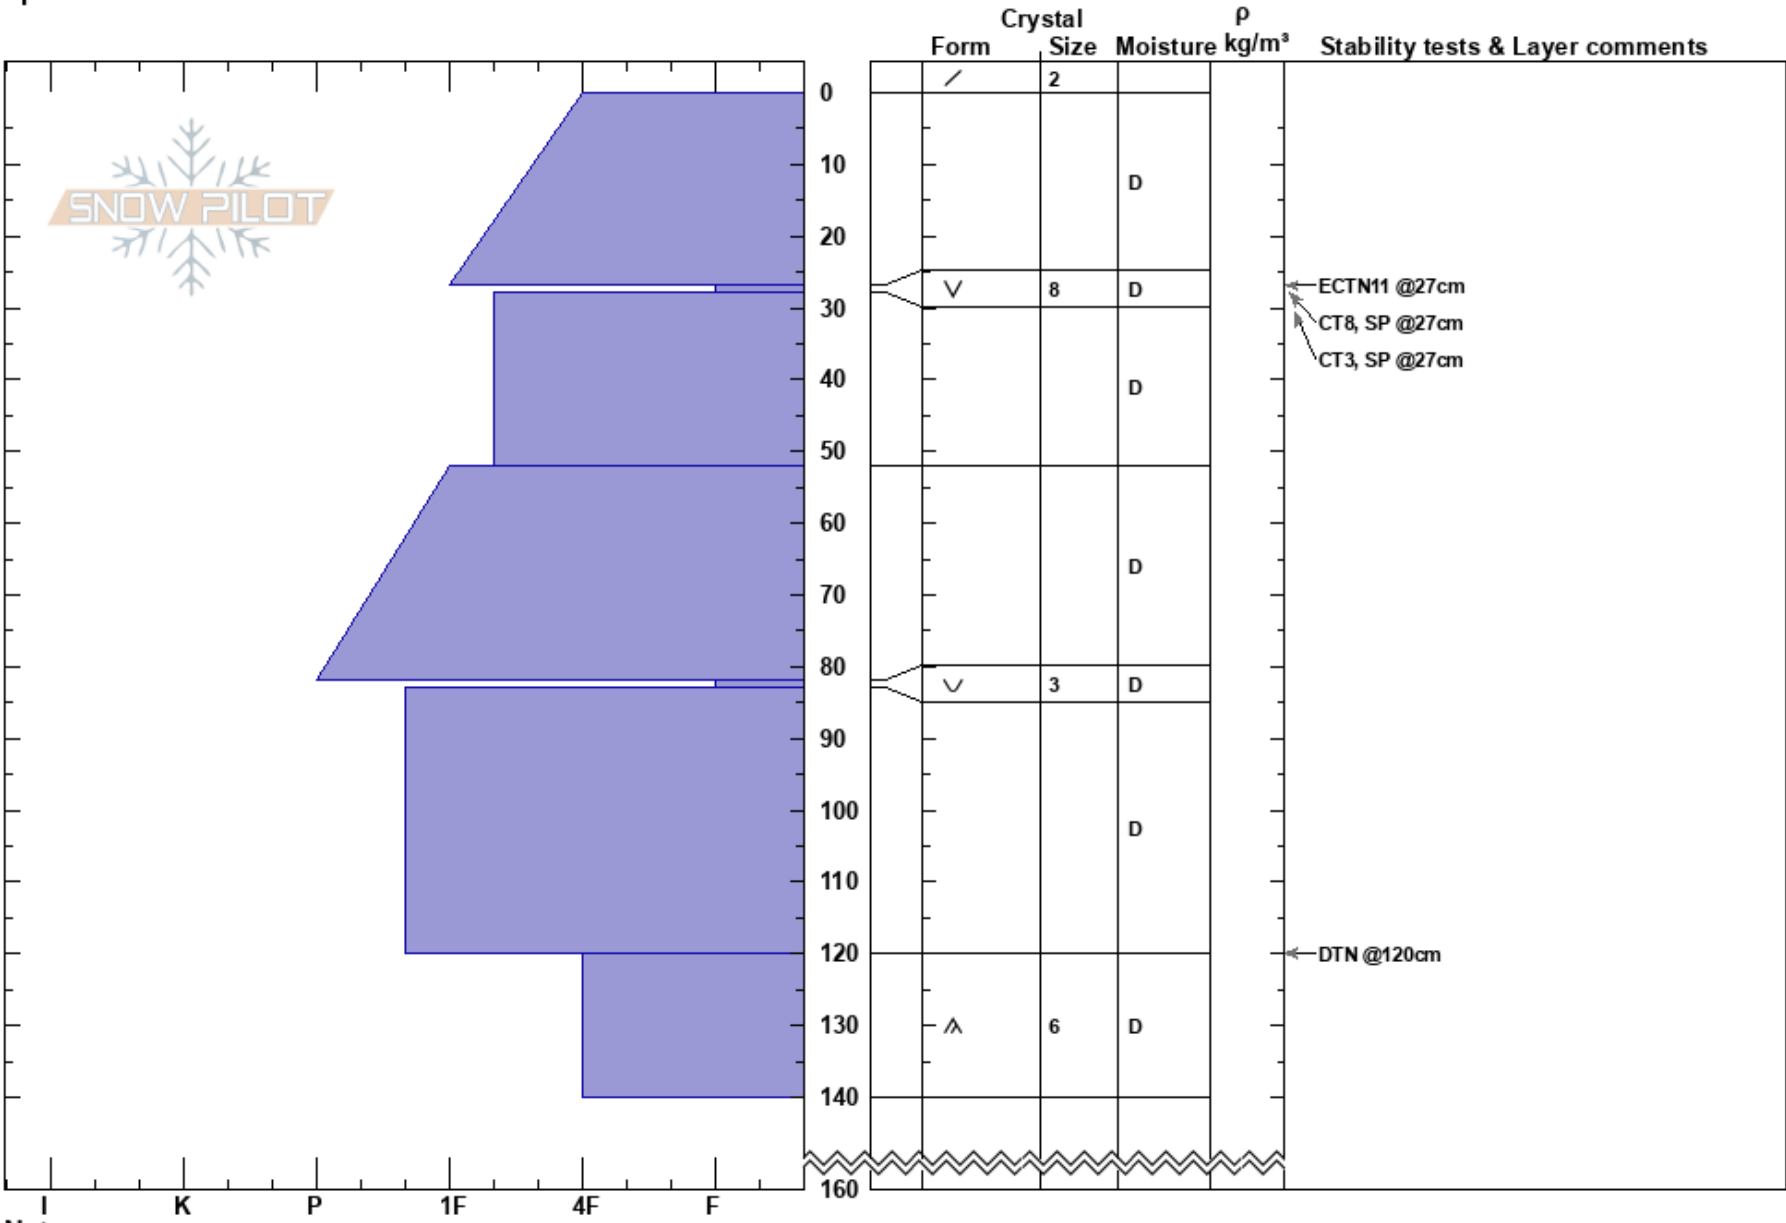 Crystal ρ
Form Size Moisture kg/m³ Stability tests & Layer comments
2
0
SNOW PILOT
10
D
20
8 D
ECTN11 @27cm
30
CT8, SP @27cm
CT3, SP @27cm
40
D
50
60
D
70
80
3 D
90
100
D
110
120
DTN @120cm
130
6 D
140
160
I K P 1F 4F F